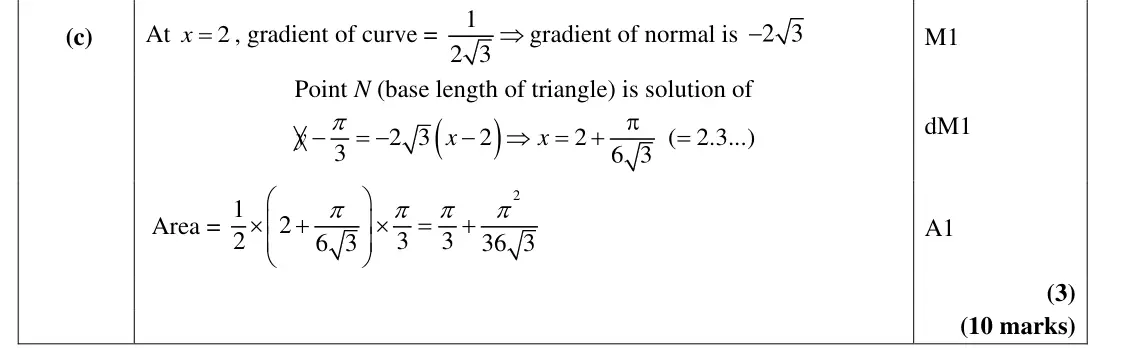 (c) At x = 2, gradient of curve = 1/(2√3) ⇒ gradient of normal is −2√3 M1
Point N (base length of triangle) is solution of
y − π/3 = −2√3(x − 2) ⇒ x = 2 + π/(6√3) (= 2.3...) dM1
Area = 1/2 × (2 + π/(6√3)) × π/3 = π/3 + π²/(36√3) A1
(3)
(10 marks)